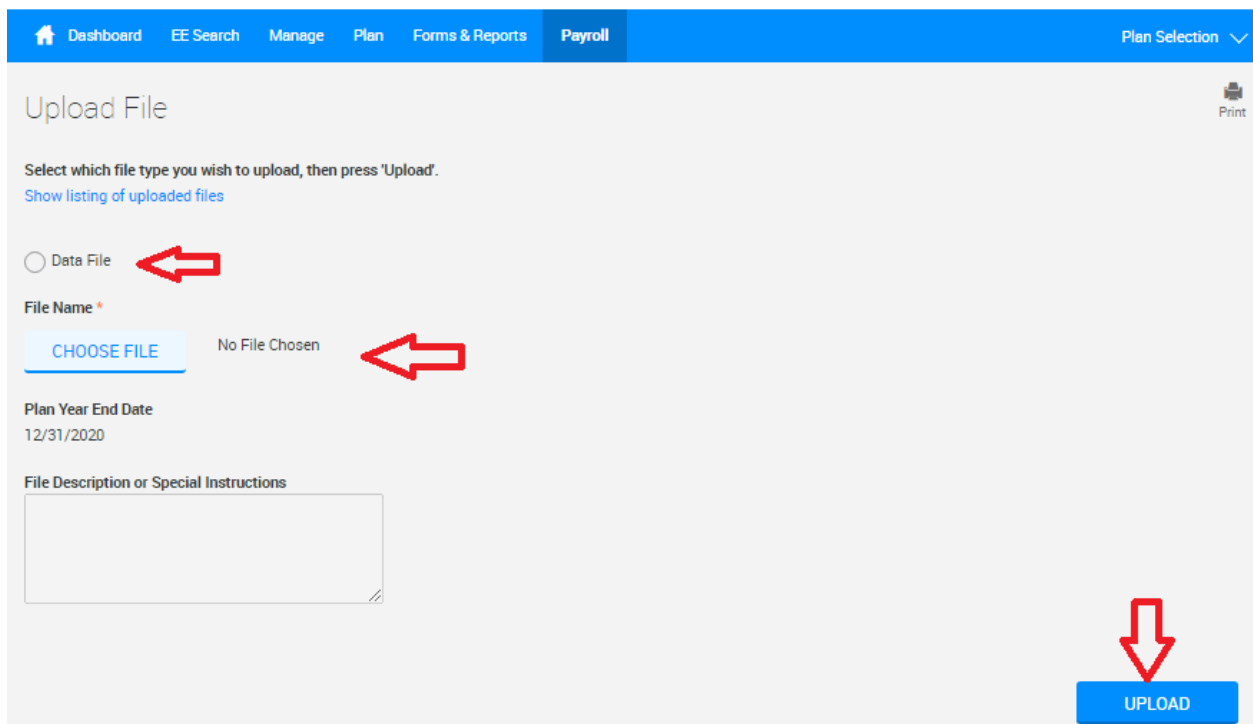 Dashboard EE Search Manage Plan Forms & Reports Payroll Plan Selection
Upload File
Print
Select which file type you wish to upload, then press 'Upload'.
Show listing of uploaded files
Data File
File Name *
CHOOSE FILE No File Chosen
Plan Year End Date
12/31/2020
File Description or Special Instructions
UPLOAD